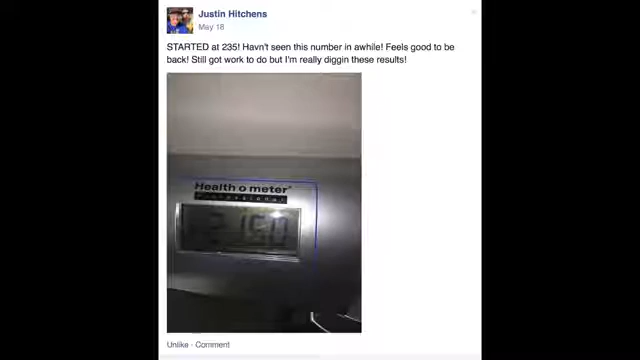 Justin Hitchens
May 18
STARTED at 235! Havn't seen this number in awhile! Feels good to be
back! Still got work to do but I'm really diggin these results!
Health o meter®
Professional
Unlike · Comment